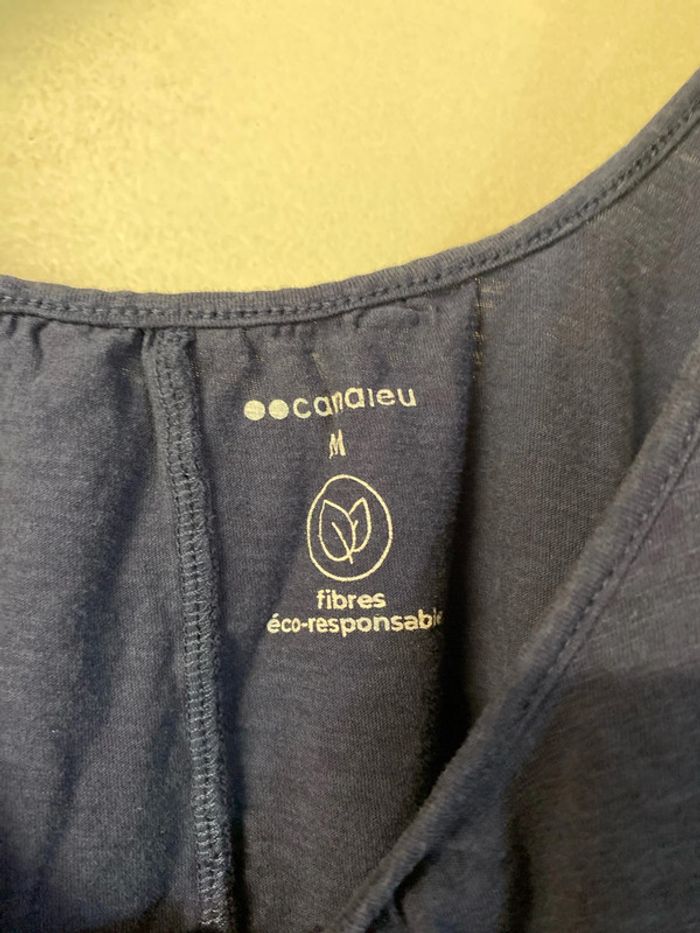 camaieu
M
fibres
éco-responsable